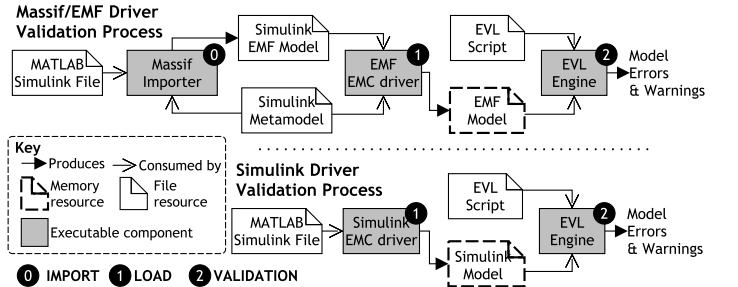 Massif/EMF Driver
Validation Process
MATLAB
Simulink File
Massif
Importer
0
Simulink
EMF Model
Simulink
Metamodel
EMF
EMC driver
1
EVL
Script
EMF
Model
EVL
Engine
2
Model
Errors
& Warnings
Key
Produces
Consumed by
Memory
resource
File
resource
Executable component
0 IMPORT 1 LOAD 2 VALIDATION
Simulink Driver
Validation Process
MATLAB
Simulink File
Simulink
EMC driver
1
EVL
Script
Simulink
Model
EVL
Engine
2
Model
Errors
& Warnings